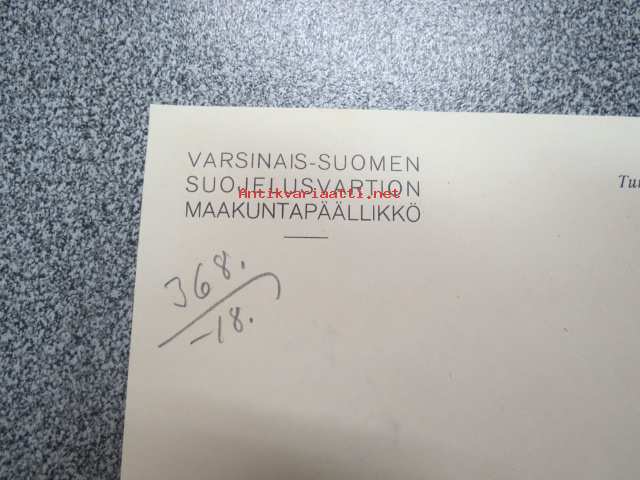 VARSINAIS-SUOMEN
SUOJELUSVARTION
Antikvariaatti.net
MAAKUNTAPÄÄLLIKKÖ
368.
-18.